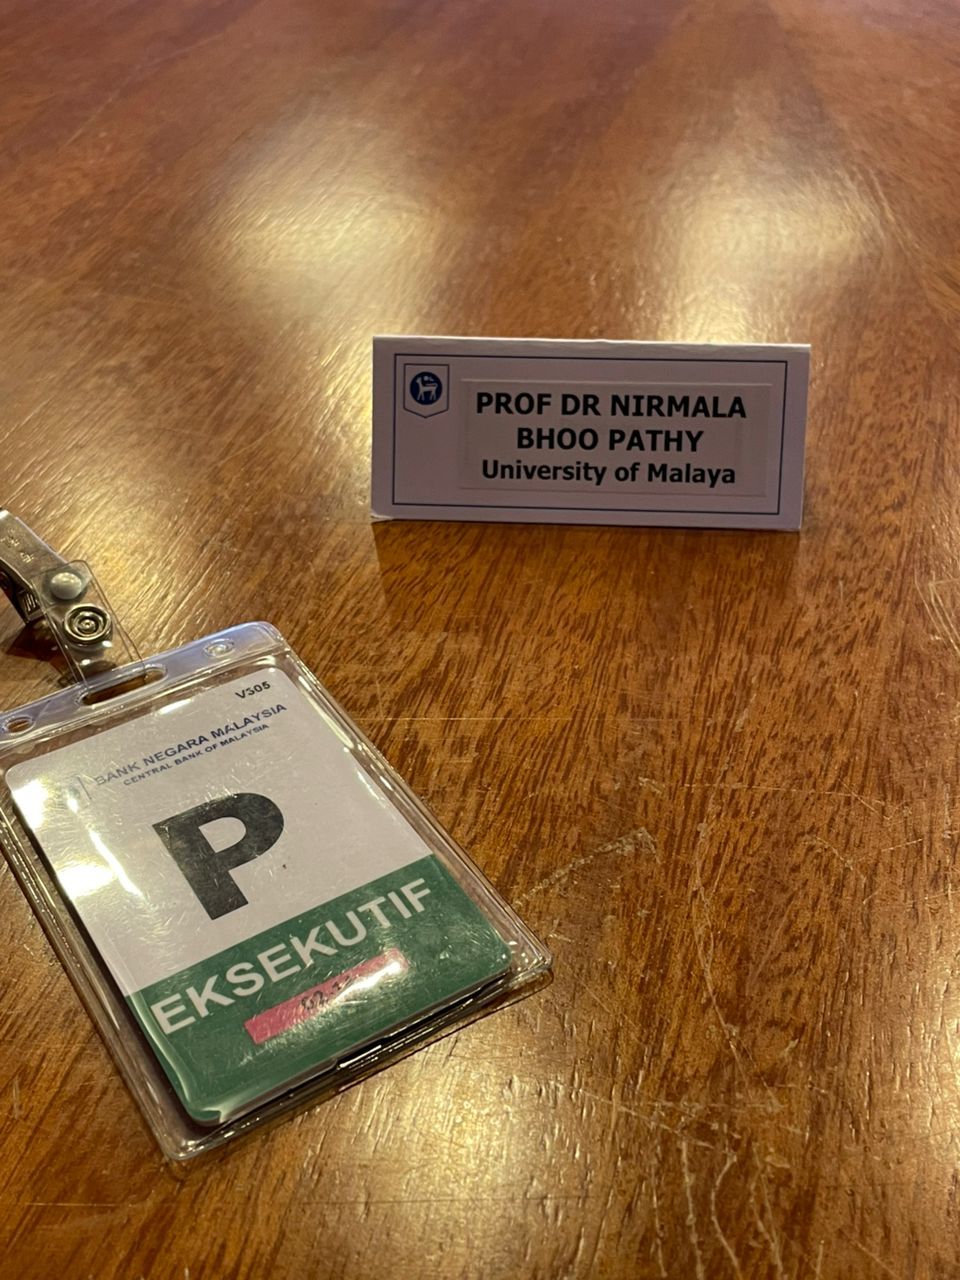 PROF DR NIRMALA
BHOO PATHY
University of Malaya
V305
BANK NEGARA MALAYSIA
CENTRAL BANK OF MALAYSIA
P
EKSEKUTIF